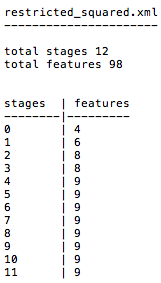 restricted_squared.xml
----------------------
total stages 12
total features 98
stages | features
--------|---------
0 | 4
1 | 6
2 | 8
3 | 8
4 | 9
5 | 9
6 | 9
7 | 9
8 | 9
9 | 9
10 | 9
11 | 9